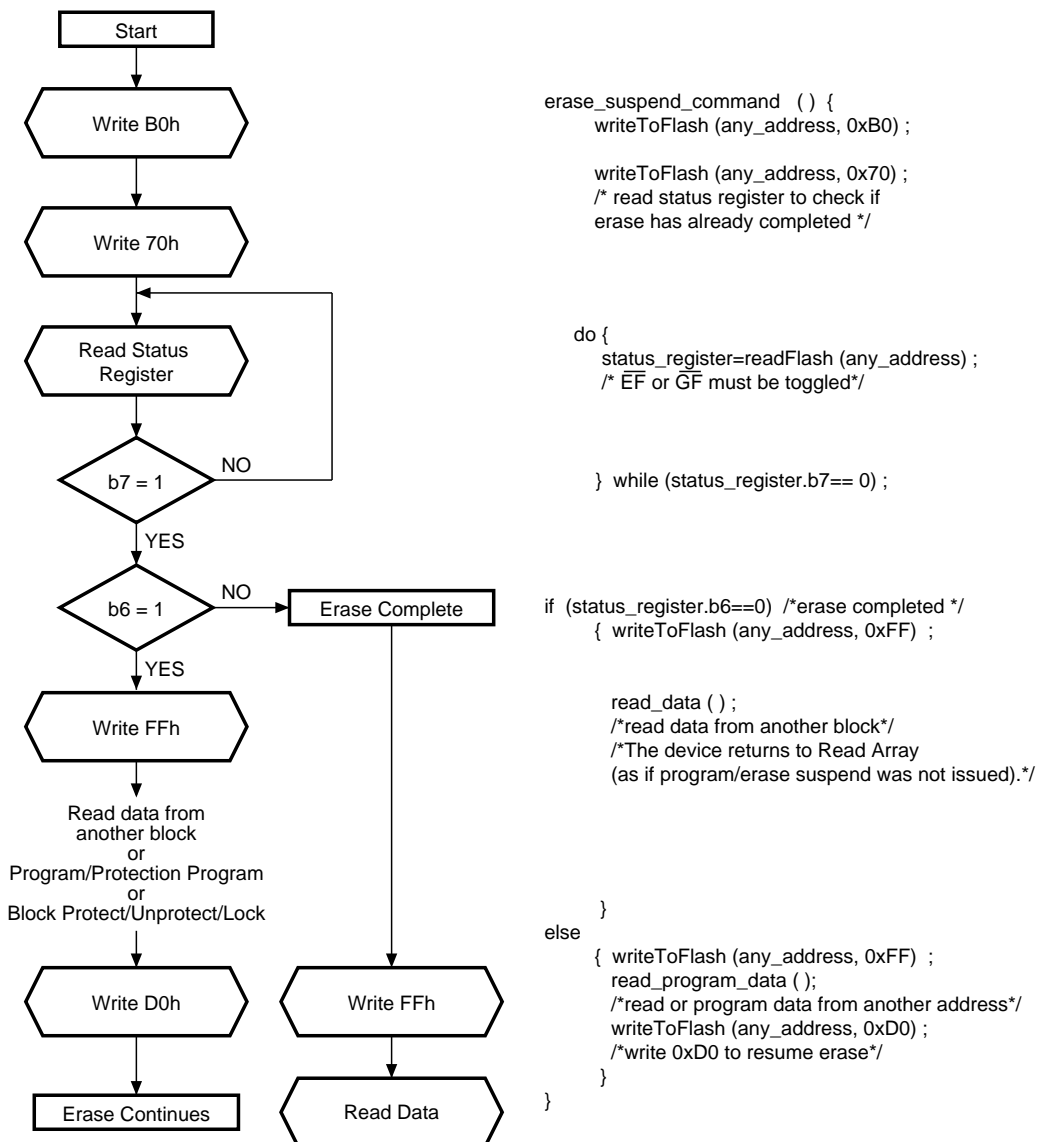 Start
Write B0h
Write 70h
Read Status
Register
b7 = 1
NO
YES
b6 = 1
NO
Erase Complete
YES
Write FFh
Read data from
another block
or
Program/Protection Program
or
Block Protect/Unprotect/Lock
Write D0h
Erase Continues
Write FFh
Read Data
erase_suspend_command ( ) {
writeToFlash (any_address, 0xB0) ;
writeToFlash (any_address, 0x70) ;
/* read status register to check if
erase has already completed */
do {
status_register=readFlash (any_address) ;
/* E̅F̅ or G̅F̅ must be toggled*/
} while (status_register.b7== 0) ;
if (status_register.b6==0) /*erase completed */
{ writeToFlash (any_address, 0xFF) ;
read_data ( ) ;
/*read data from another block*/
/*The device returns to Read Array
(as if program/erase suspend was not issued).*/
}
else
{ writeToFlash (any_address, 0xFF) ;
read_program_data ( );
/*read or program data from another address*/
writeToFlash (any_address, 0xD0) ;
/*write 0xD0 to resume erase*/
}
}